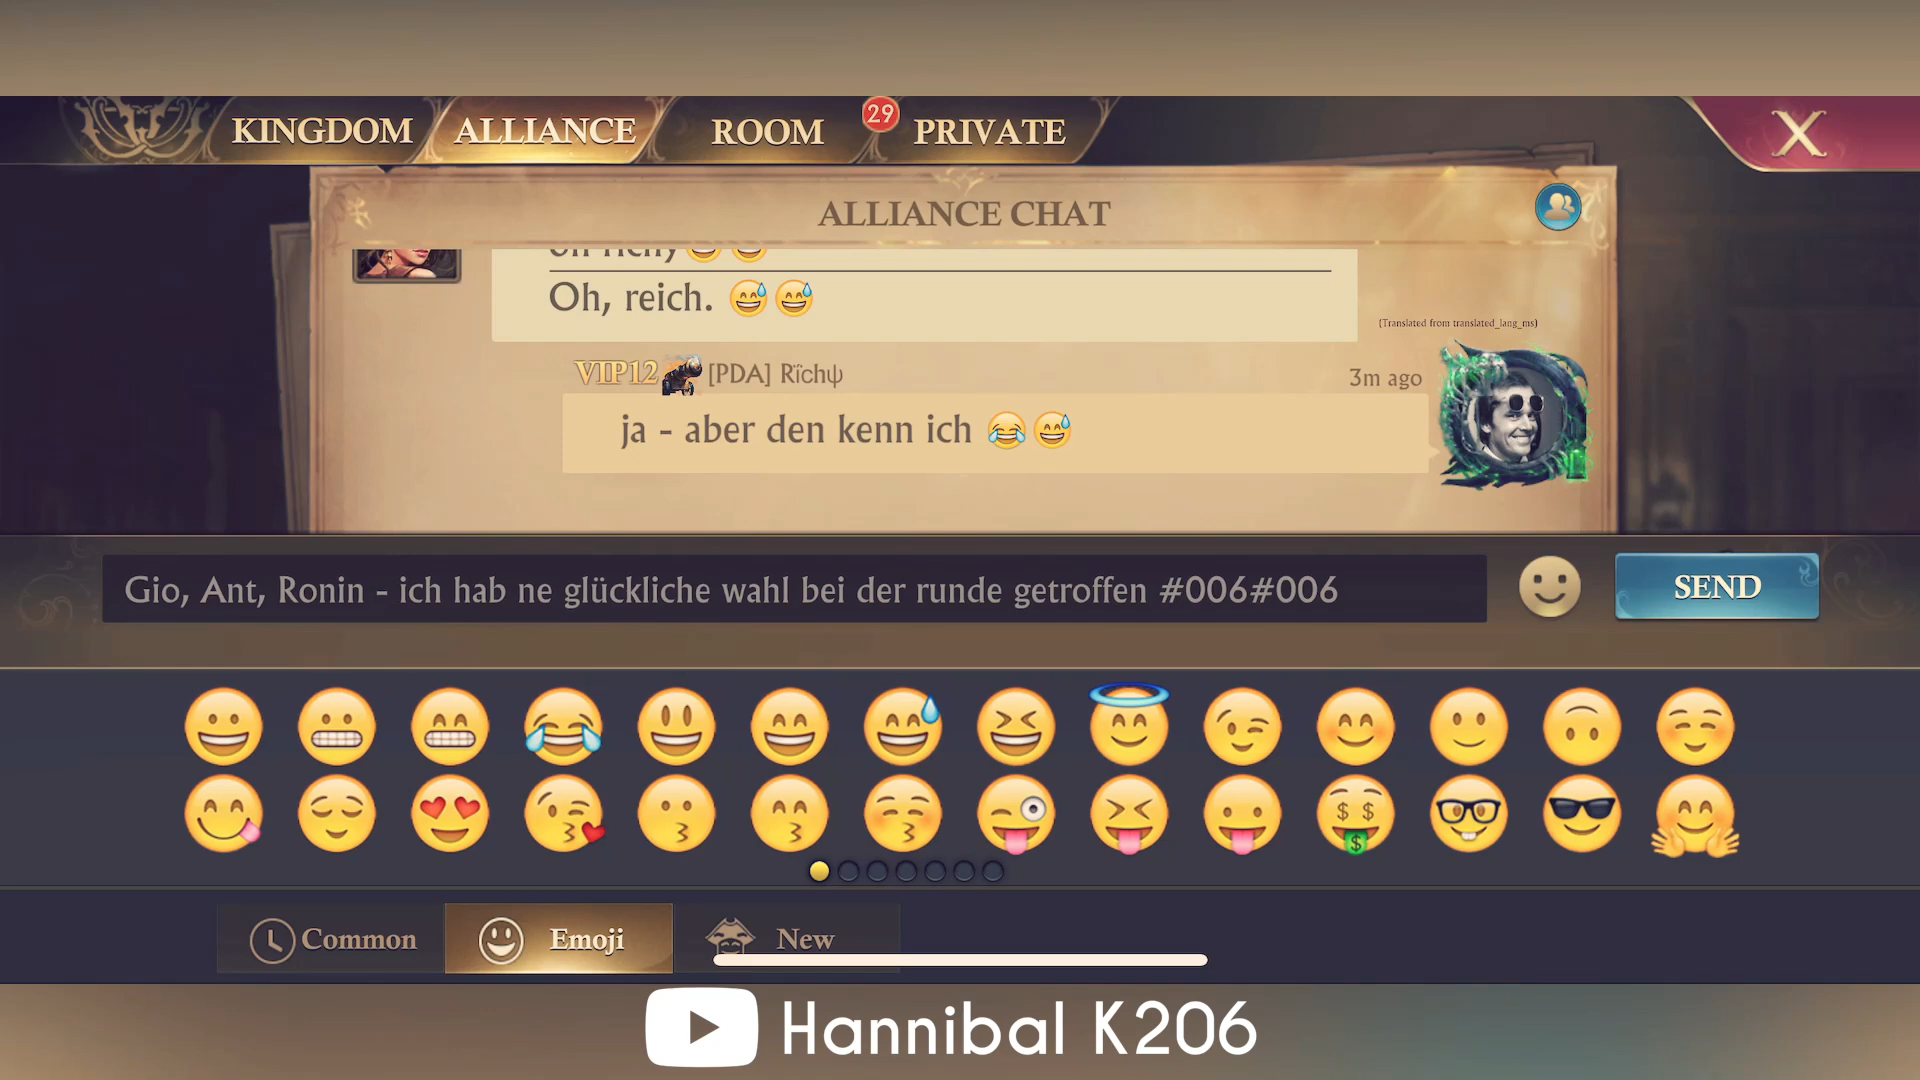 KINGDOM ALLIANCE ROOM 29 PRIVATE X
ALLIANCE CHAT
Oh, reich. 😅😅
(Translated from translated_lang_ms)
VIP12 [PDA] Rïchψ 3m ago
ja - aber den kenn ich 😂😅
Gio, Ant, Ronin - ich hab ne glückliche wahl bei der runde getroffen #006#006
SEND
Common Emoji New
Hannibal K206